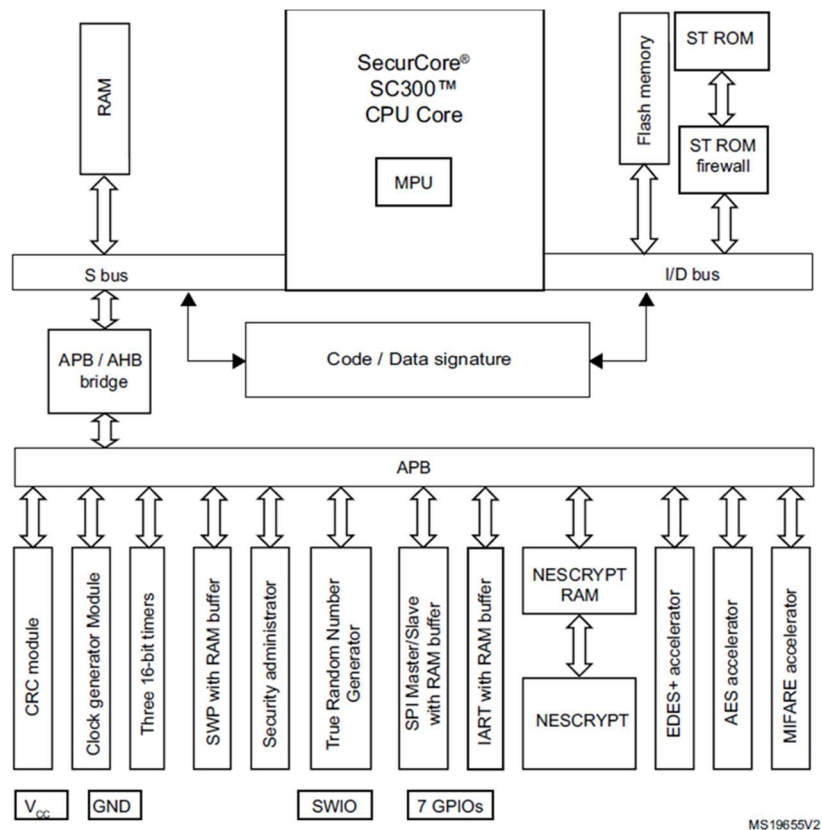 RAM
SecurCore®
SC300™
CPU Core
MPU
Flash memory
ST ROM
ST ROM
firewall
S bus
I/D bus
APB / AHB
bridge
Code / Data signature
APB
CRC module
Clock generator Module
Three 16-bit timers
SWP with RAM buffer
Security administrator
True Random Number
Generator
SPI Master/Slave
with RAM buffer
IART with RAM buffer
NESCRYPT
RAM
NESCRYPT
EDES+ accelerator
AES accelerator
MIFARE accelerator
VCC
GND
SWIO
7 GPIOs
MS19655V2